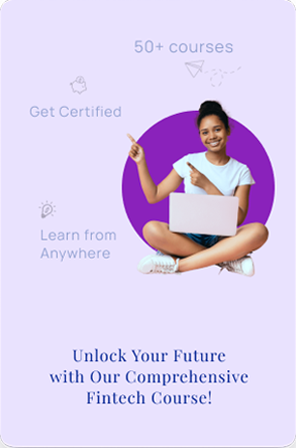 50+ courses
Get Certified
Learn from
Anywhere
Unlock Your Future
with Our Comprehensive
Fintech Course!